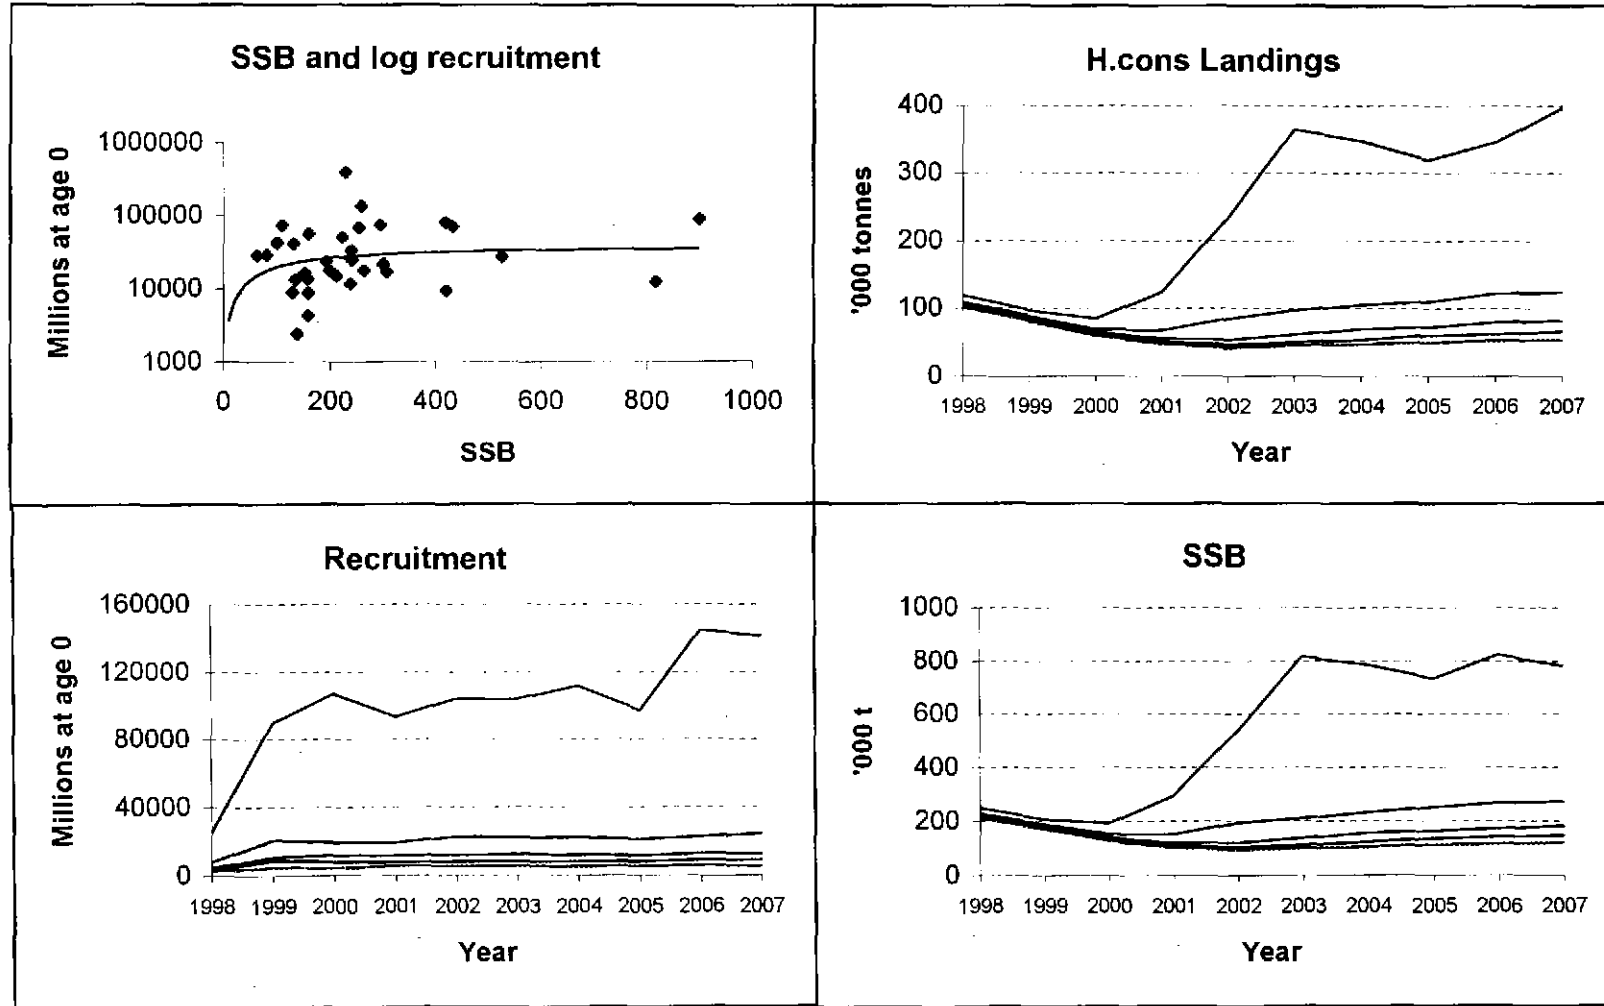 SSB and log recruitment
Millions at age 0
1000000
100000
10000
1000
0 200 400 600 800 1000
SSB
H.cons Landings
'000 tonnes
400
300
200
100
0
1998 1999 2000 2001 2002 2003 2004 2005 2006 2007
Year
Recruitment
Millions at age 0
160000
120000
80000
40000
0
1998 1999 2000 2001 2002 2003 2004 2005 2006 2007
Year
SSB
'000 t
1000
800
600
400
200
0
1998 1999 2000 2001 2002 2003 2004 2005 2006 2007
Year